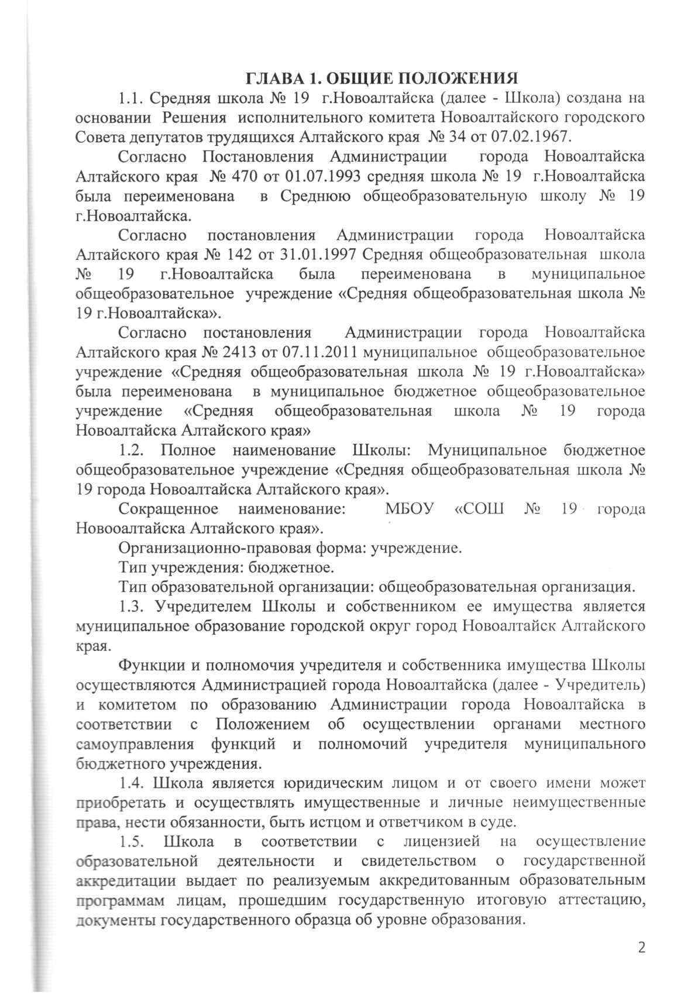 ГЛАВА 1. ОБЩИЕ ПОЛОЖЕНИЯ
1.1. Средняя школа № 19 г.Новоалтайска (далее - Школа) создана на
основании Решения исполнительного комитета Новоалтайского городского
Совета депутатов трудящихся Алтайского края № 34 от 07.02.1967.
Согласно Постановления Администрации города Новоалтайска
Алтайского края № 470 от 01.07.1993 средняя школа № 19 г.Новоалтайска
была переименована в Среднюю общеобразовательную школу № 19
г.Новоалтайска.
Согласно постановления Администрации города Новоалтайска
Алтайского края № 142 от 31.01.1997 Средняя общеобразовательная школа
№ 19 г.Новоалтайска была переименована в муниципальное
общеобразовательное учреждение «Средняя общеобразовательная школа №
19 г.Новоалтайска».
Согласно постановления Администрации города Новоалтайска
Алтайского края № 2413 от 07.11.2011 муниципальное общеобразовательное
учреждение «Средняя общеобразовательная школа № 19 г.Новоалтайска»
была переименована в муниципальное бюджетное общеобразовательное
учреждение «Средняя общеобразовательная школа № 19 города
Новоалтайска Алтайского края»
1.2. Полное наименование Школы: Муниципальное бюджетное
общеобразовательное учреждение «Средняя общеобразовательная школа №
19 города Новоалтайска Алтайского края».
Сокращенное наименование: МБОУ «СОШ № 19 города
Новооалтайска Алтайского края».
Организационно-правовая форма: учреждение.
Тип учреждения: бюджетное.
Тип образовательной организации: общеобразовательная организация.
1.3. Учредителем Школы и собственником ее имущества является
муниципальное образование городской округ город Новоалтайск Алтайского
края.
Функции и полномочия учредителя и собственника имущества Школы
осуществляются Администрацией города Новоалтайска (далее - Учредитель)
и комитетом по образованию Администрации города Новоалтайска в
соответствии с Положением об осуществлении органами местного
самоуправления функций и полномочий учредителя муниципального
бюджетного учреждения.
1.4. Школа является юридическим лицом и от своего имени может
приобретать и осуществлять имущественные и личные неимущественные
права, нести обязанности, быть истцом и ответчиком в суде.
1.5. Школа в соответствии с лицензией на осуществление
образовательной деятельности и свидетельством о государственной
аккредитации выдает по реализуемым аккредитованным образовательным
программам лицам, прошедшим государственную итоговую аттестацию,
документы государственного образца об уровне образования.
2